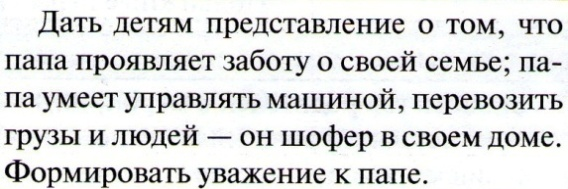 Дать детям представление о том, что
папа проявляет заботу о своей семье; па-
па умеет управлять машиной, перевозить
грузы и людей — он шофер в своем доме.
Формировать уважение к папе.